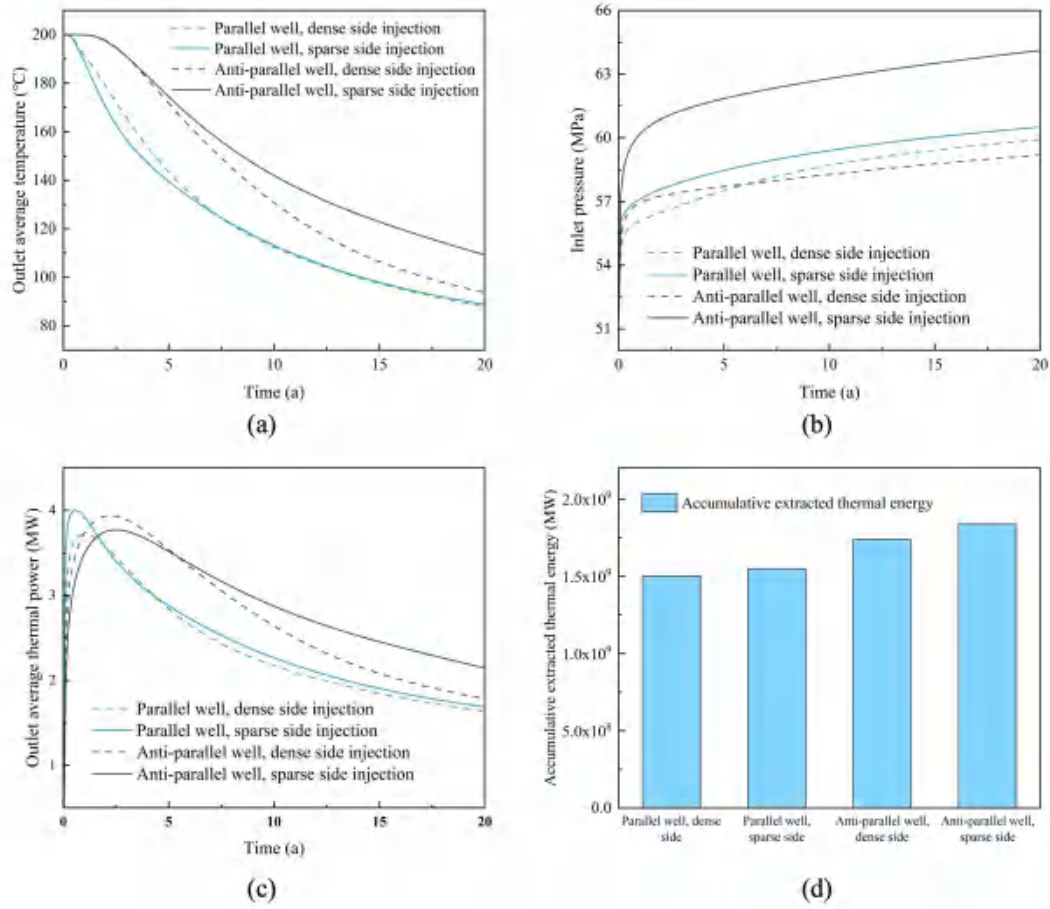 200
180
160
140
120
100
80
Outlet average temperature (°C)
Parallel well, dense side injection
Parallel well, sparse side injection
Anti-parallel well, dense side injection
Anti-parallel well, sparse side injection
0 5 10 15 20
Time (a)
(a)
66
63
60
57
54
51
Inlet pressure (MPa)
Parallel well, dense side injection
Parallel well, sparse side injection
Anti-parallel well, dense side injection
Anti-parallel well, sparse side injection
0 5 10 15 20
Time (a)
(b)
4
3
2
1
Outlet average thermal power (MW)
Parallel well, dense side injection
Parallel well, sparse side injection
Anti-parallel well, dense side injection
Anti-parallel well, sparse side injection
0 5 10 15 20
Time (a)
(c)
2.0x10⁹
1.5x10⁹
1.0x10⁹
5.0x10⁸
0.0
Accumulative extracted thermal energy (MW)
Accumulative extracted thermal energy
Parallel well, dense
side
Parallel well,
sparse side
Anti-parallel well,
dense side
Anti-parallel well,
sparse side
(d)